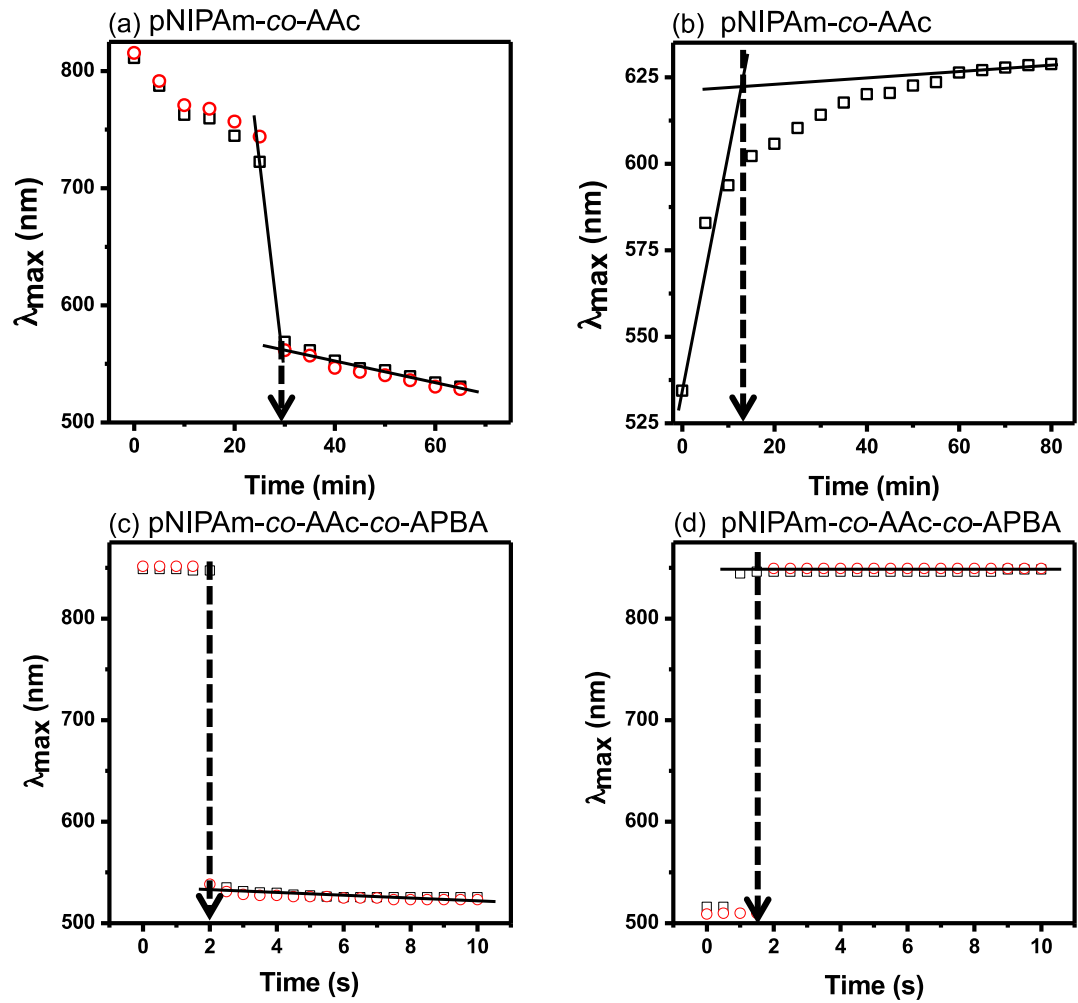 (a) pNIPAm-co-AAc
800
700
600
500
λmax (nm)
0 20 40 60
Time (min)
(b) pNIPAm-co-AAc
625
600
575
550
525
λmax (nm)
0 20 40 60 80
Time (min)
(c) pNIPAm-co-AAc-co-APBA
800
700
600
500
λmax (nm)
0 2 4 6 8 10
Time (s)
(d) pNIPAm-co-AAc-co-APBA
800
700
600
500
λmax (nm)
0 2 4 6 8 10
Time (s)